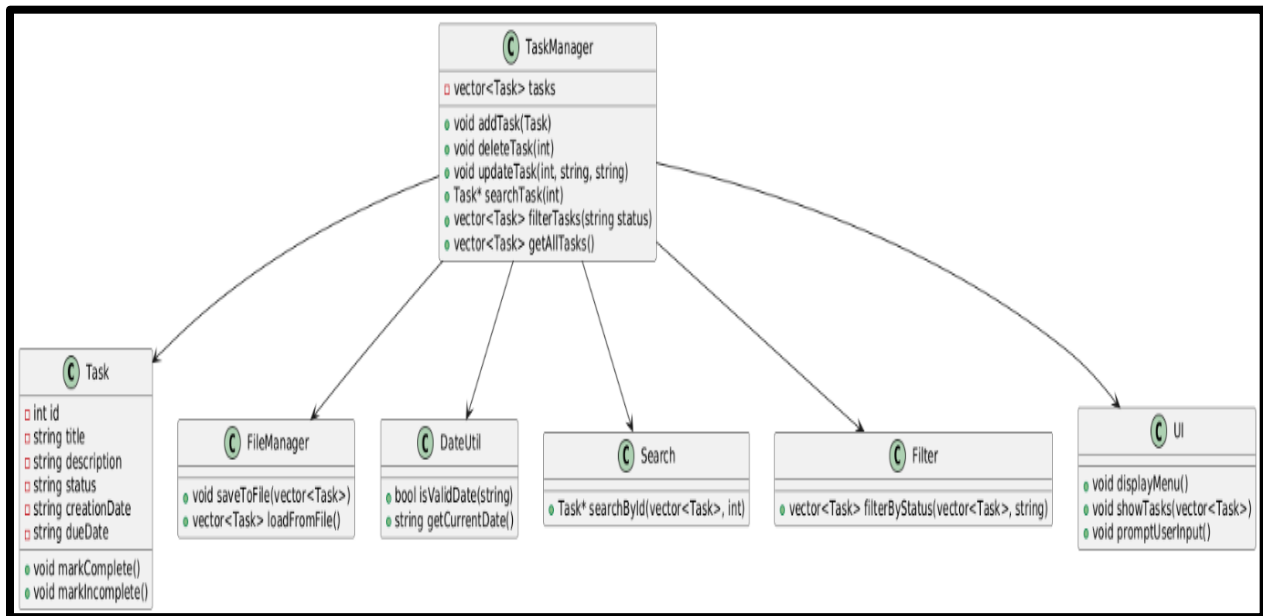 C TaskManager
vector<Task> tasks
void addTask(Task)
void deleteTask(int)
void updateTask(int, string, string)
Task* searchTask(int)
vector<Task> filterTasks(string status)
vector<Task> getAllTasks()
C Task
int id
string title
string description
string status
string creationDate
string dueDate
void markComplete()
void markIncomplete()
C FileManager
void saveToFile(vector<Task>)
vector<Task> loadFromFile()
C DateUtil
bool isValidDate(string)
string getCurrentDate()
C Search
Task* searchById(vector<Task>, int)
C Filter
vector<Task> filterByStatus(vector<Task>, string)
C UI
void displayMenu()
void showTasks(vector<Task>)
void promptUserInput()